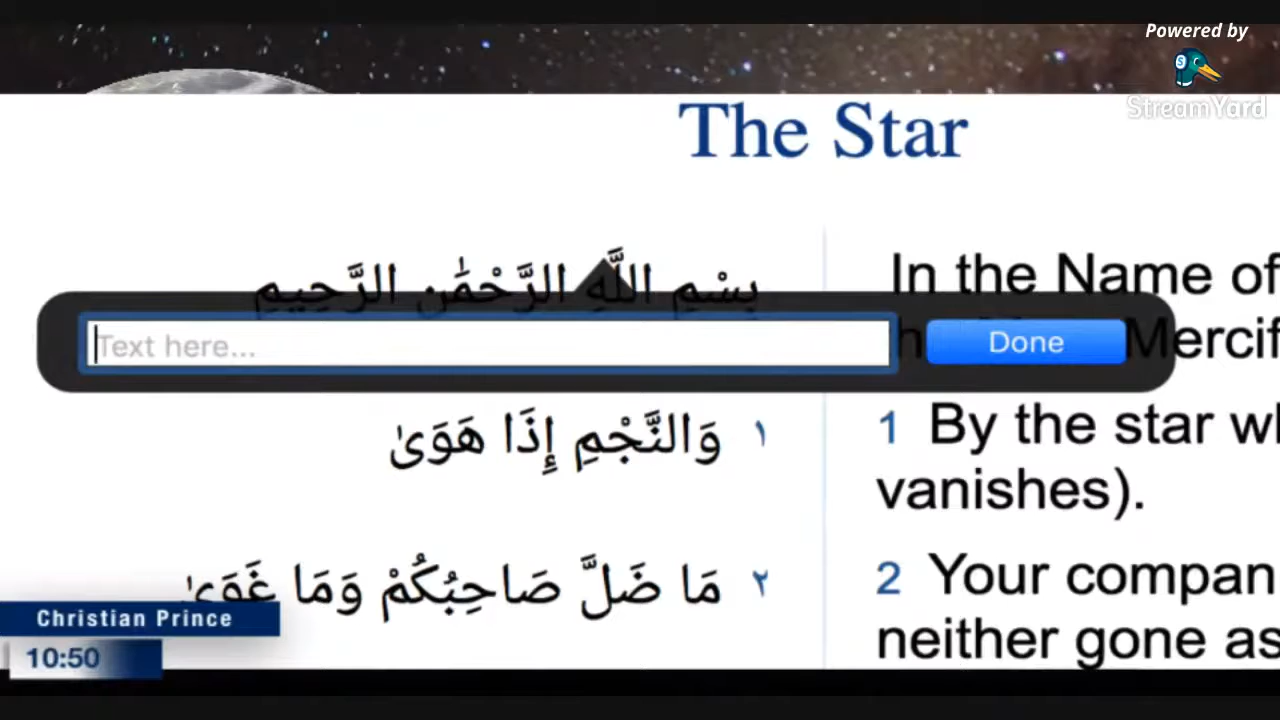 Powered by
StreamYard
The Star
بِسْمِ اللَّهِ الرَّحْمَٰنِ الرَّحِيمِ
In the Name of
Mercif
Text here...
Done
١ وَالنَّجْمِ إِذَا هَوَىٰ
1 By the star wh
vanishes).
٢ مَا ضَلَّ صَاحِبُكُمْ وَمَا غَوَىٰ
2 Your compan
neither gone as
Christian Prince
10:50